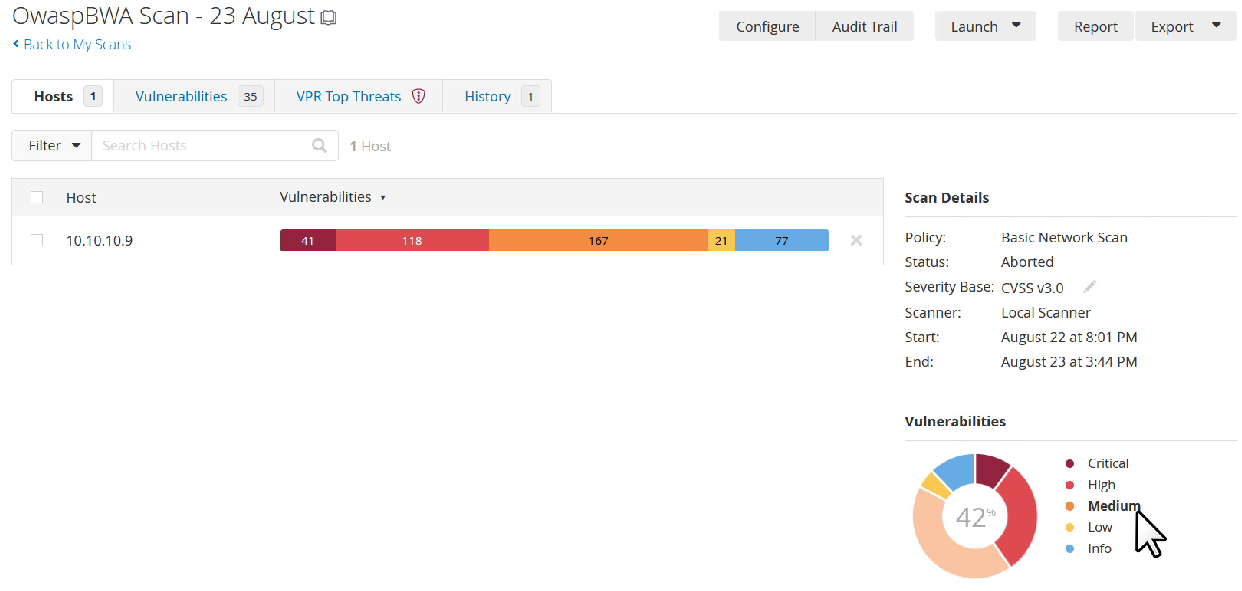 OwaspBWA Scan - 23 August
Back to My Scans
Configure Audit Trail Launch Report Export
Hosts 1 Vulnerabilities 35 VPR Top Threats History 1
Filter Search Hosts 1 Host
Host Vulnerabilities
10.10.10.9 41 118 167 21 77
Scan Details
Policy: Basic Network Scan
Status: Aborted
Severity Base: CVSS v3.0
Scanner: Local Scanner
Start: August 22 at 8:01 PM
End: August 23 at 3:44 PM
Vulnerabilities
42%
Critical
High
Medium
Low
Info